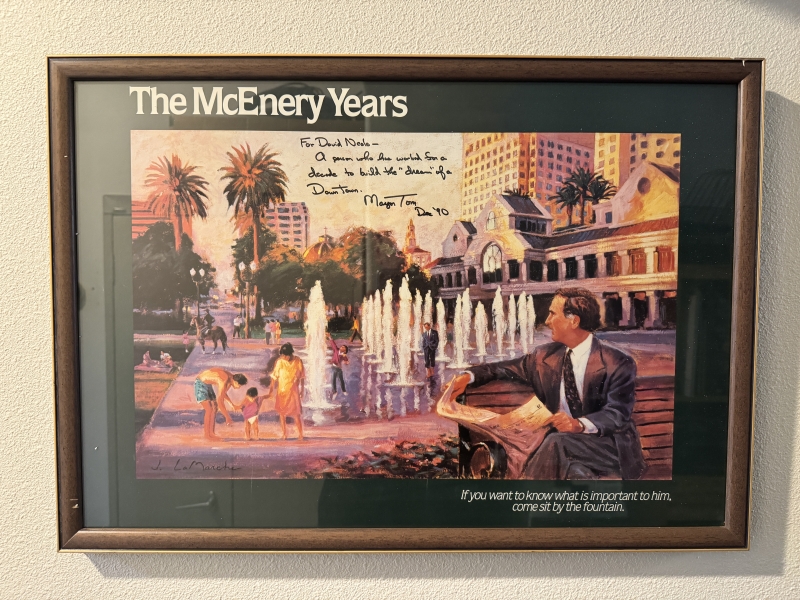 The McEnery Years
For David Neale —
A person who has worked for a
decade to build the "dream" of a
DownTown.
Mayor Tom
Dec '90
J. LaMarche
If you want to know what is important to him,
come sit by the fountain.